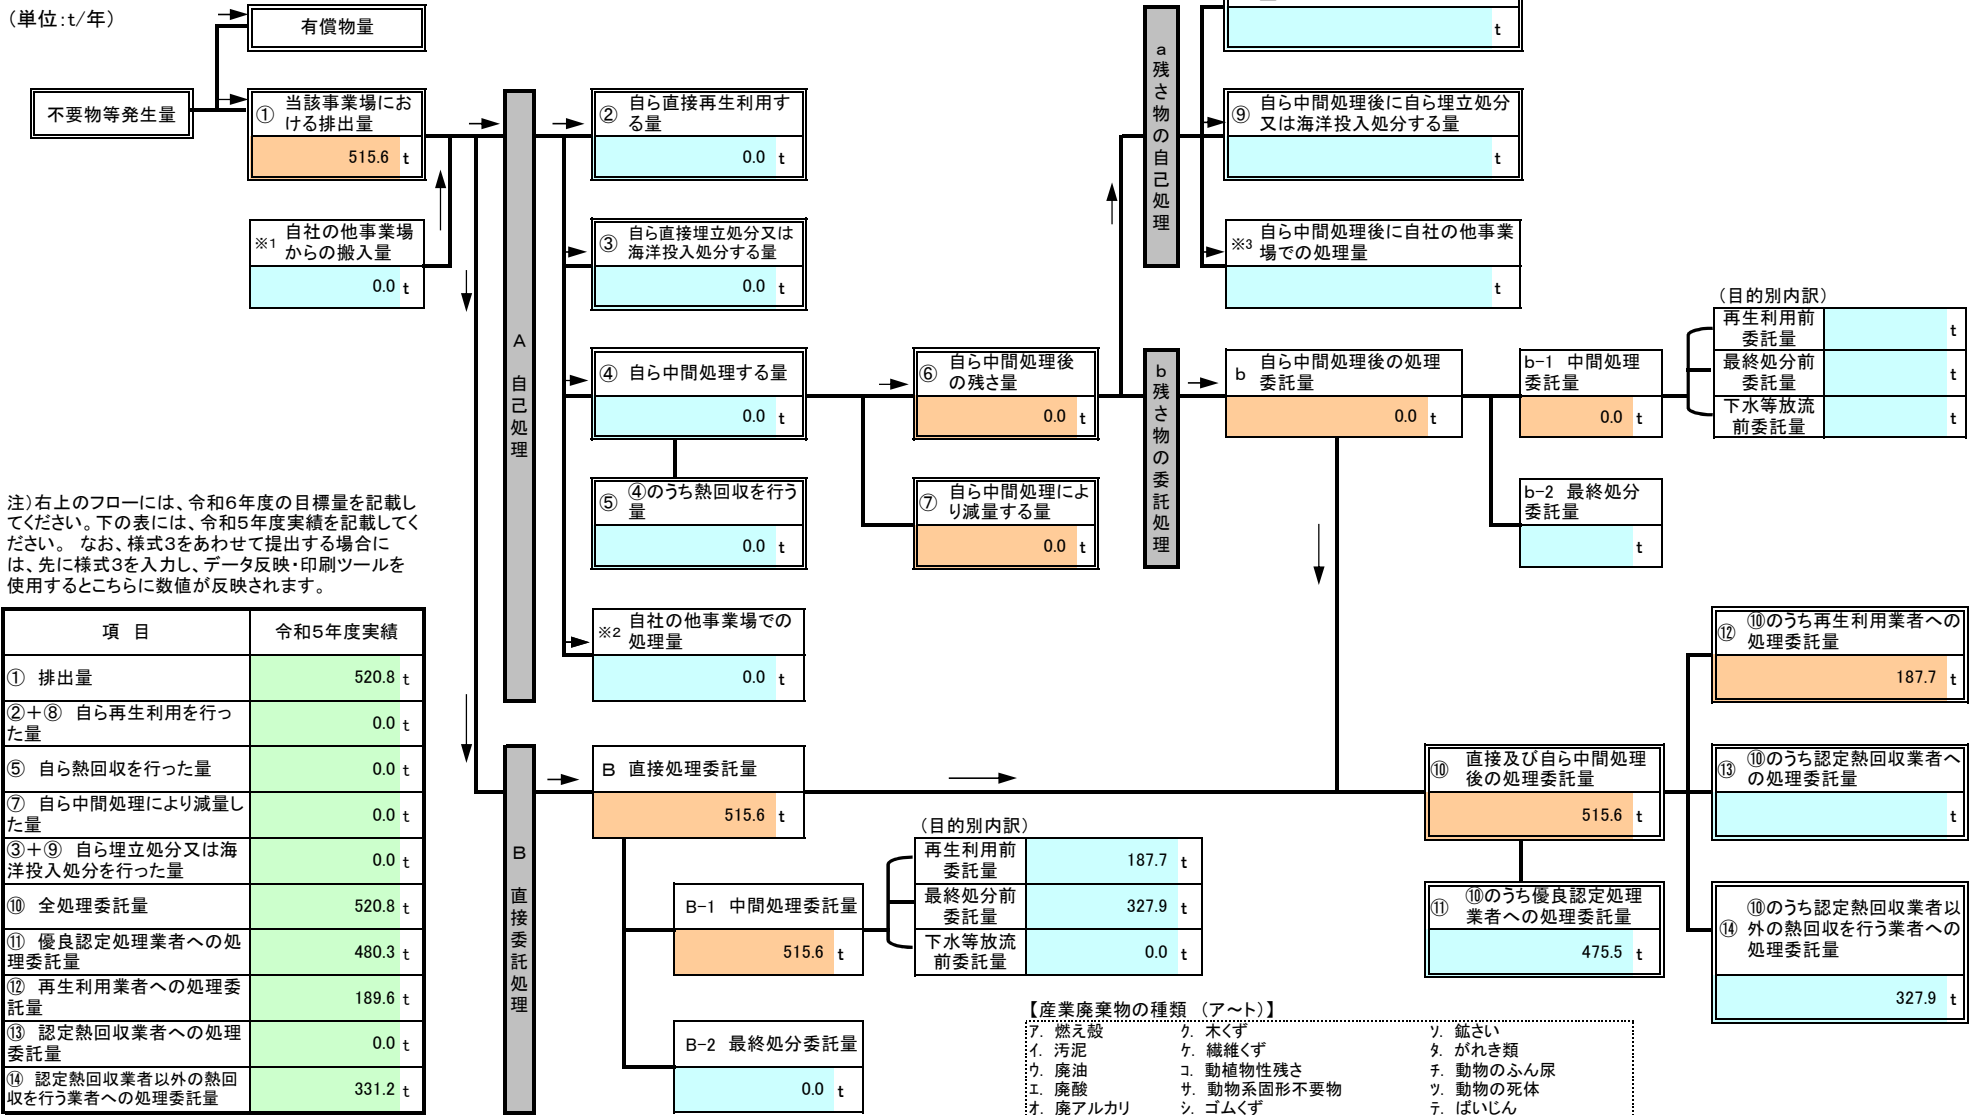 (単位:t/年)
有償物量
不要物等発生量
① 当該事業場にお
ける排出量
515.6 t
※1 自社の他事業場
からの搬入量
0.0 t
A 自己処理
② 自ら直接再生利用す
る量
0.0 t
③ 自ら直接埋立処分又は
海洋投入処分する量
0.0 t
④ 自ら中間処理する量
0.0 t
⑤ ④のうち熱回収を行う
量
0.0 t
※2 自社の他事業場での
処理量
0.0 t
⑥ 自ら中間処理後
の残さ量
0.0 t
⑦ 自ら中間処理によ
り減量する量
0.0 t
a 残さ物の自己処理
t
⑨ 自ら中間処理後に自ら埋立処分
又は海洋投入処分する量
t
※3 自ら中間処理後に自社の他事業
場での処理量
t
b 残さ物の委託処理
b 自ら中間処理後の処理
委託量
0.0 t
b-1 中間処理
委託量
0.0 t
b-2 最終処分
委託量
t
(目的別内訳)
再生利用前
委託量
t
最終処分前
委託量
t
下水等放流
前委託量
t
注)右上のフローには、令和6年度の目標量を記載し
てください。下の表には、令和5年度実績を記載してく
ださい。 なお、様式3をあわせて提出する場合に
は、先に様式3を入力し、データ反映・印刷ツールを
使用するとこちらに数値が反映されます。
項 目 令和5年度実績
① 排出量 520.8 t
②+⑧ 自ら再生利用を行っ
た量 0.0 t
⑤ 自ら熱回収を行った量 0.0 t
⑦ 自ら中間処理により減量し
た量 0.0 t
③+⑨ 自ら埋立処分又は海
洋投入処分を行った量 0.0 t
⑩ 全処理委託量 520.8 t
⑪ 優良認定処理業者への処
理委託量 480.3 t
⑫ 再生利用業者への処理委
託量 189.6 t
⑬ 認定熱回収業者への処理
委託量 0.0 t
⑭ 認定熱回収業者以外の熱回
収を行う業者への処理委託量 331.2 t
B 直接委託処理
B 直接処理委託量
515.6 t
B-1 中間処理委託量
515.6 t
B-2 最終処分委託量
0.0 t
(目的別内訳)
再生利用前
委託量
187.7 t
最終処分前
委託量
327.9 t
下水等放流
前委託量
0.0 t
⑩ 直接及び自ら中間処理
後の処理委託量
515.6 t
⑪ ⑩のうち優良認定処理
業者への処理委託量
475.5 t
⑫ ⑩のうち再生利用業者への
処理委託量
187.7 t
⑬ ⑩のうち認定熱回収業者へ
の処理委託量
t
⑭ ⑩のうち認定熱回収業者以
外の熱回収を行う業者への
処理委託量
327.9 t
【産業廃棄物の種類 (ア~ト)】
ア. 燃え殻 ク. 木くず ソ. 鉱さい
イ. 汚泥 ケ. 繊維くず タ. がれき類
ウ. 廃油 コ. 動植物性残さ チ. 動物のふん尿
エ. 廃酸 サ. 動物系固形不要物 ツ. 動物の死体
オ. 廃アルカリ シ. ゴムくず テ. ばいじん